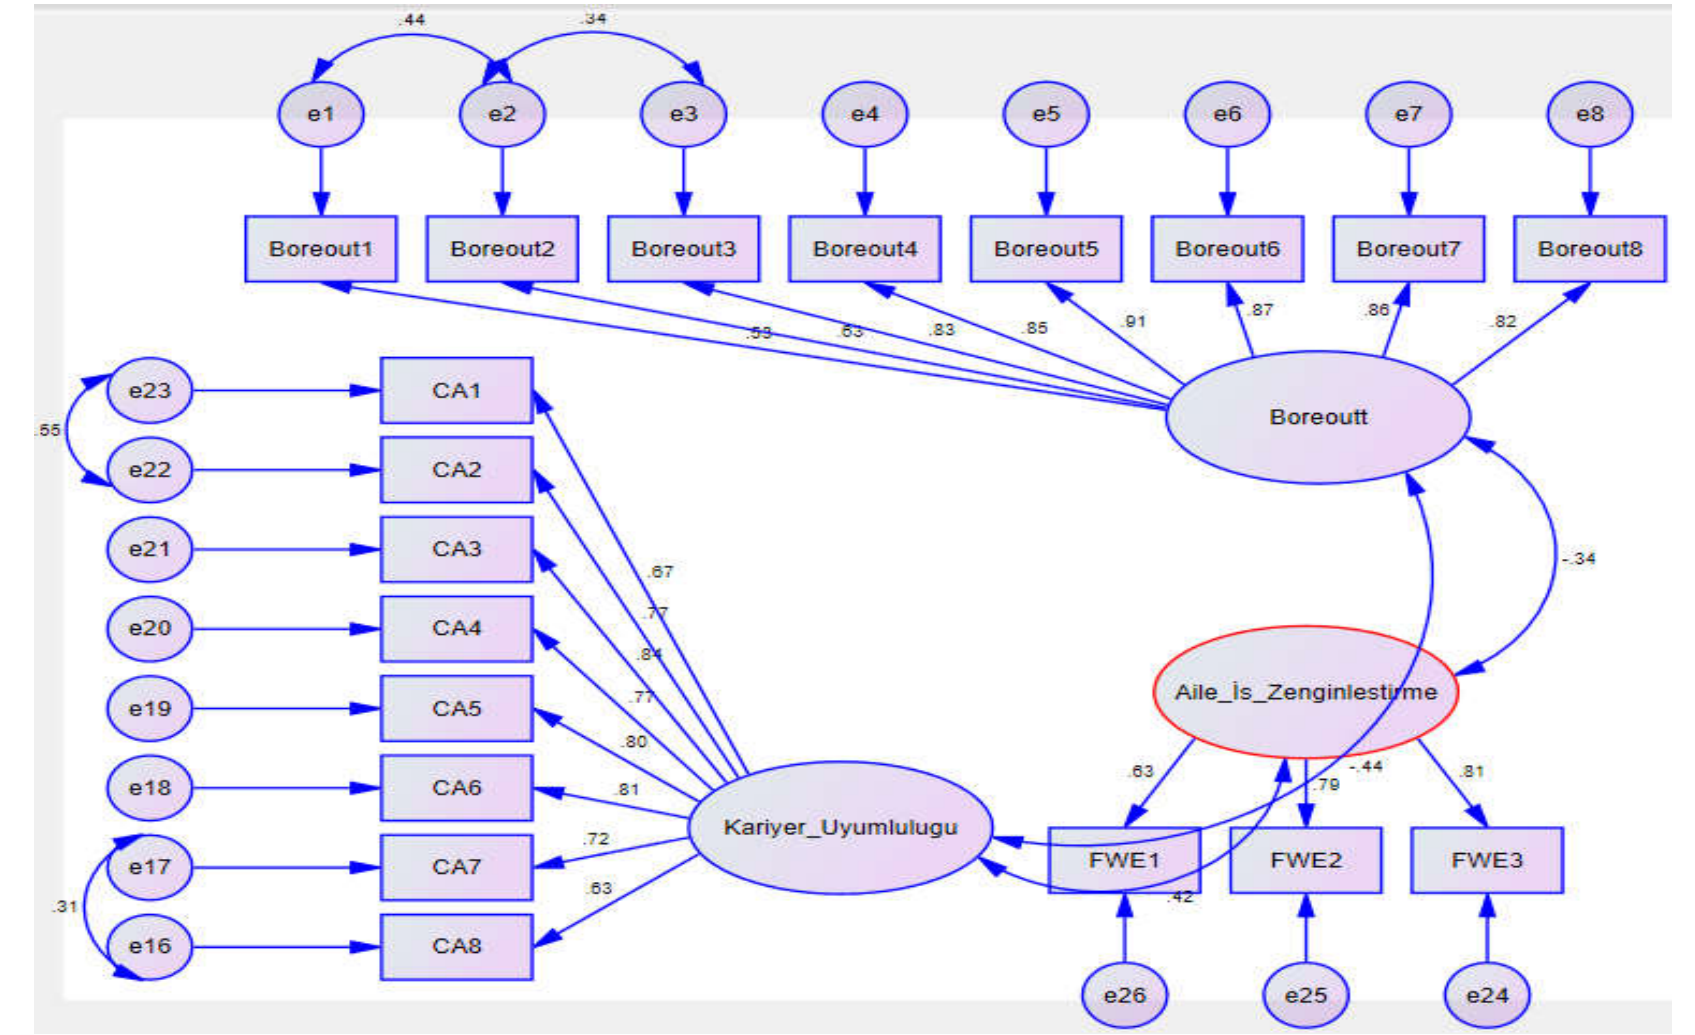 .44
.34
e1
e2
e3
e4
e5
e6
e7
e8
Boreout1
Boreout2
Boreout3
Boreout4
Boreout5
Boreout6
Boreout7
Boreout8
.53
.63
.83
.85
.91
.87
.86
.82
Boreoutt
e23
CA1
.55
e22
CA2
e21
CA3
e20
CA4
e19
CA5
e18
CA6
e17
CA7
.31
e16
CA8
.67
.77
.84
.77
.80
.81
.72
.63
Kariyer_Uyumlulugu
-.34
Aile_İs_Zenginlestirme
.63
-.44
.79
.81
FWE1
FWE2
FWE3
.42
e26
e25
e24